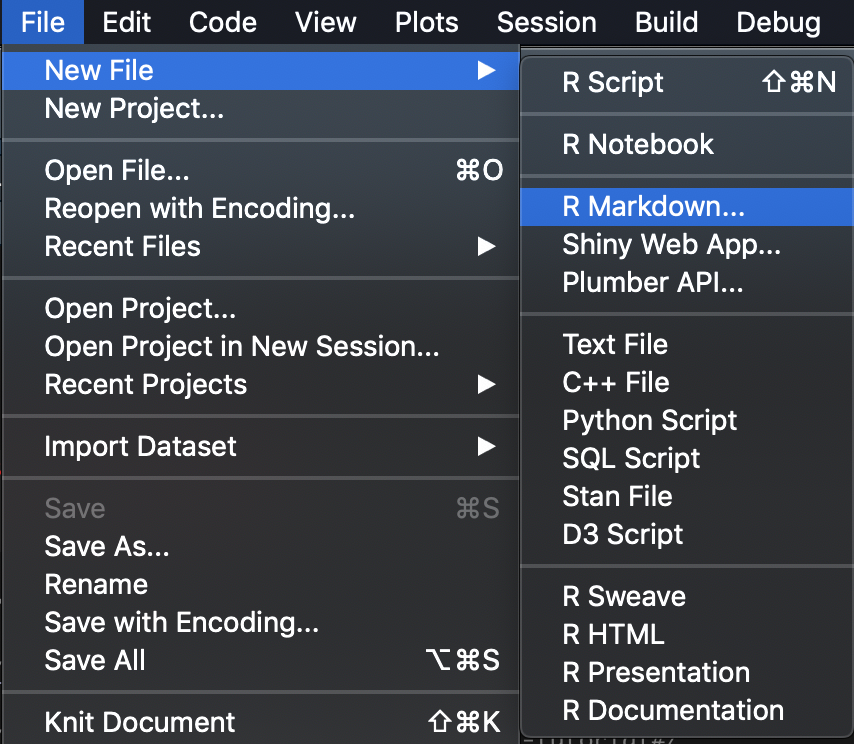 File Edit Code View Plots Session Build Debug
New File ▶
New Project...
Open File... ⌘O
Reopen with Encoding...
Recent Files ▶
Open Project...
Open Project in New Session...
Recent Projects ▶
Import Dataset ▶
Save ⌘S
Save As...
Rename
Save with Encoding...
Save All ⌥⌘S
Knit Document ⇧⌘K
R Script ⇧⌘N
R Notebook
R Markdown...
Shiny Web App...
Plumber API...
Text File
C++ File
Python Script
SQL Script
Stan File
D3 Script
R Sweave
R HTML
R Presentation
R Documentation